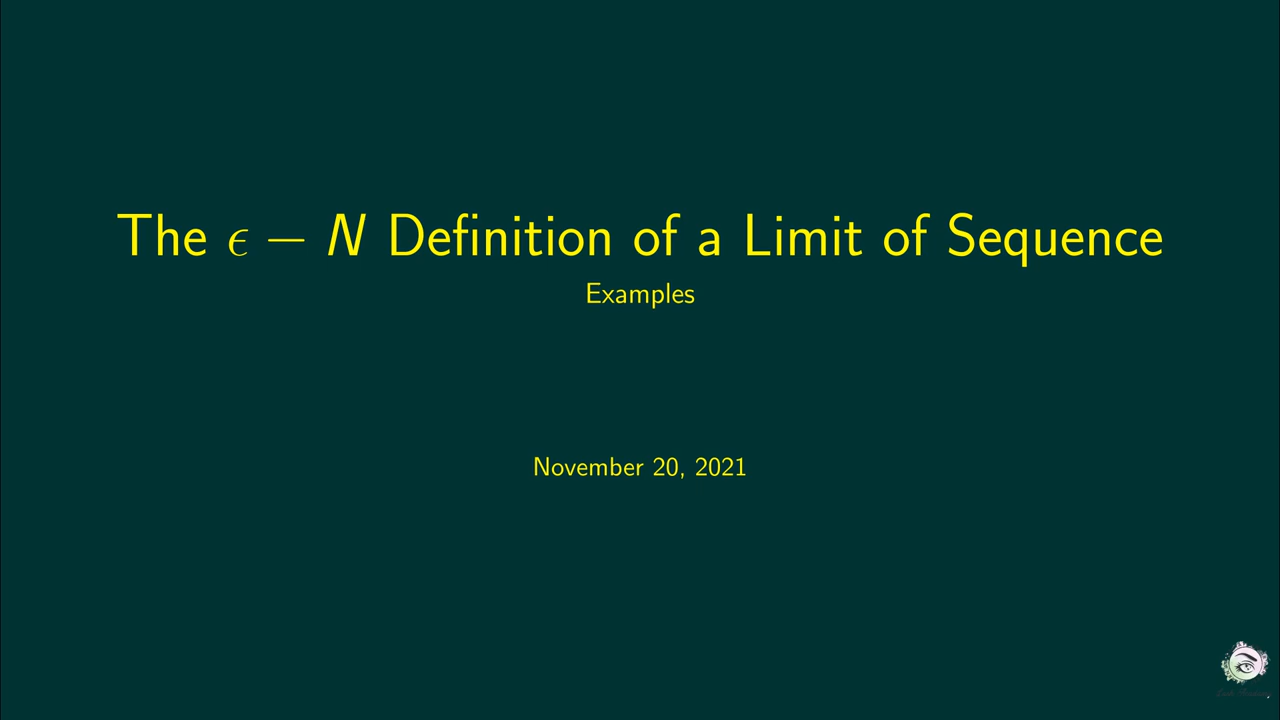 The ϵ − N Definition of a Limit of Sequence
Examples
November 20, 2021